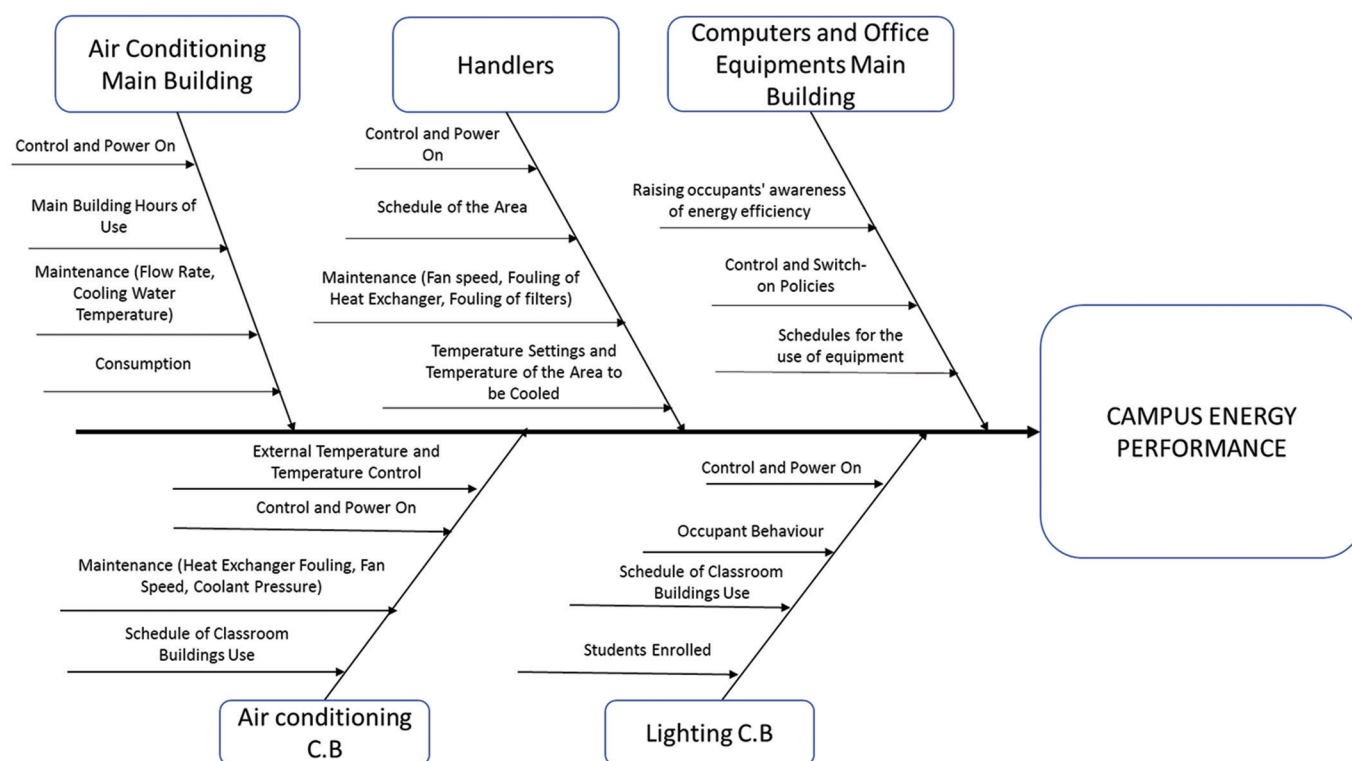 Air Conditioning
Main Building
Control and Power On
Main Building Hours of
Use
Maintenance (Flow Rate,
Cooling Water
Temperature)
Consumption
Handlers
Control and Power
On
Schedule of the Area
Maintenance (Fan speed, Fouling of
Heat Exchanger, Fouling of filters)
Temperature Settings and
Temperature of the Area to
be Cooled
Computers and Office
Equipments Main
Building
Raising occupants' awareness
of energy efficiency
Control and Switch-
on Policies
Schedules for the
use of equipment
CAMPUS ENERGY
PERFORMANCE
External Temperature and
Temperature Control
Control and Power On
Maintenance (Heat Exchanger Fouling, Fan
Speed, Coolant Pressure)
Schedule of Classroom
Buildings Use
Air conditioning
C.B
Control and Power On
Occupant Behaviour
Schedule of Classroom
Buildings Use
Students Enrolled
Lighting C.B